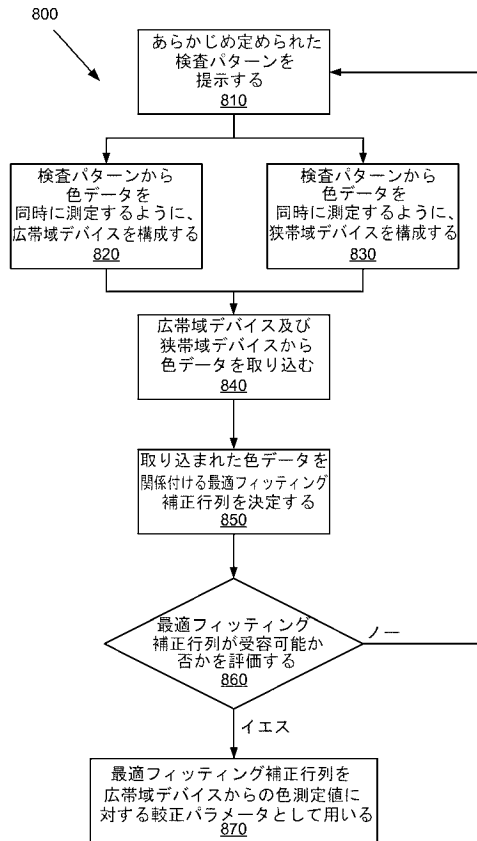 800
あらかじめ定められた
検査パターンを
提示する
810
検査パターンから
色データを
同時に測定するように、
広帯域デバイスを構成する
820
検査パターンから
色データを
同時に測定するように、
狭帯域デバイスを構成する
830
広帯域デバイス及び
狭帯域デバイスから
色データを取り込む
840
取り込まれた色データを
関係付ける最適フィッティング
補正行列を決定する
850
最適フィッティング
補正行列が受容可能か
否かを評価する
860
ノー
イエス
最適フィッティング補正行列を
広帯域デバイスからの色測定値に
対する較正パラメータとして用いる
870